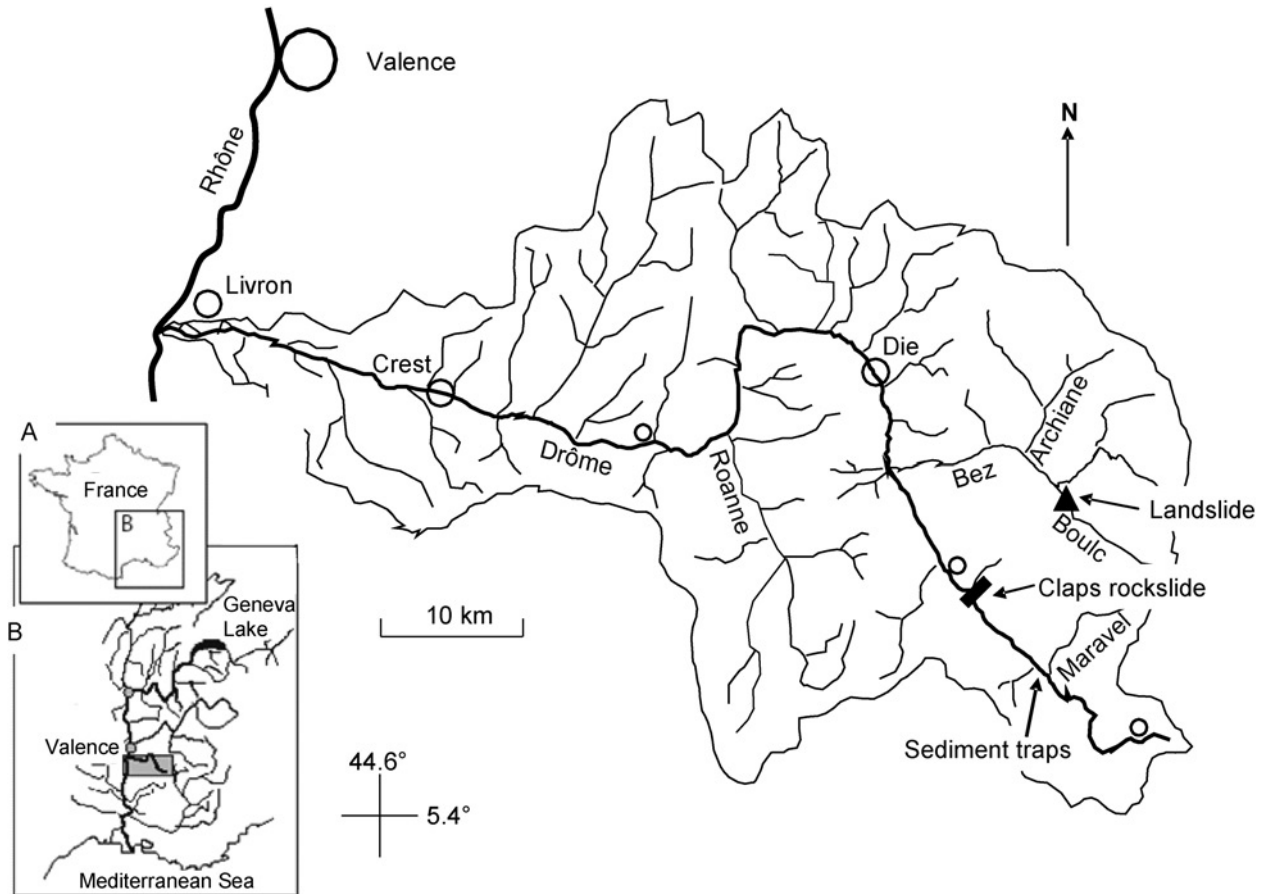 Valence
N
Rhône
Livron
Crest
Die
Drôme
Roanne
Bez
Archiane
Landslide
Boulc
Claps rockslide
10 km
Maravel
Sediment traps
44.6°
5.4°
A
France
B
B
Geneva
Lake
Valence
Mediterranean Sea